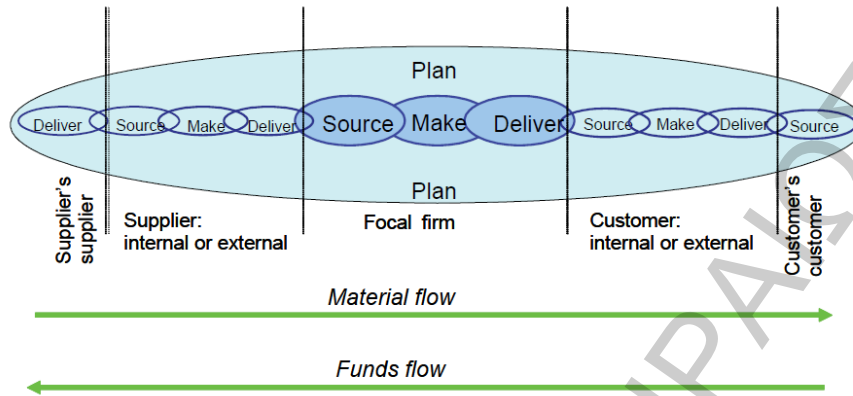 Plan
Deliver Source Make Deliver Source Make Deliver Source Make Deliver Source
Plan
Supplier's
supplier
Supplier:
internal or external
Focal firm
Customer:
internal or external
Customer's
customer
Material flow
Funds flow